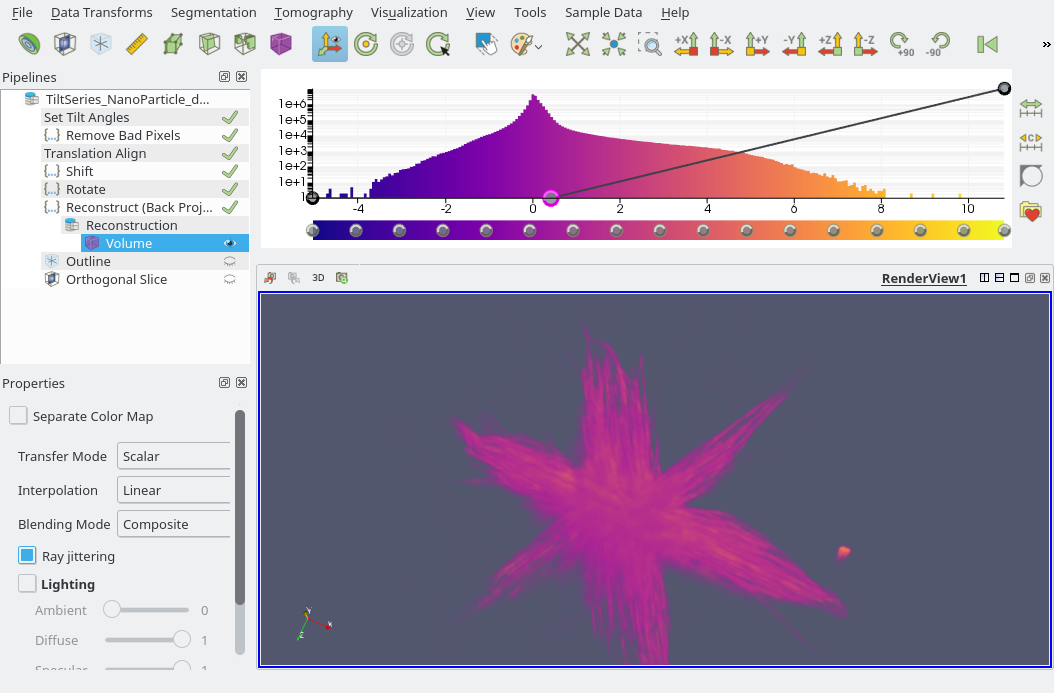 File Data Transforms Segmentation Tomography Visualization View Tools Sample Data Help
+X -X +Y -Y +Z -Z +90 -90 »
Pipelines
TiltSeries_NanoParticle_d...
Set Tilt Angles
{..} Remove Bad Pixels
Translation Align
{..} Shift
{..} Rotate
{..} Reconstruct (Back Proj...
Reconstruction
Volume
Outline
Orthogonal Slice
1e+6
1e+5
1e+4
1e+3
1e+2
1e+1
-4 -2 0 2 4 6 8 10
C
Properties
Separate Color Map
Transfer Mode Scalar
Interpolation Linear
Blending Mode Composite
Ray jittering
Lighting
Ambient 0
Diffuse 1
Specular 1
3D RenderView1
Y
X
Z